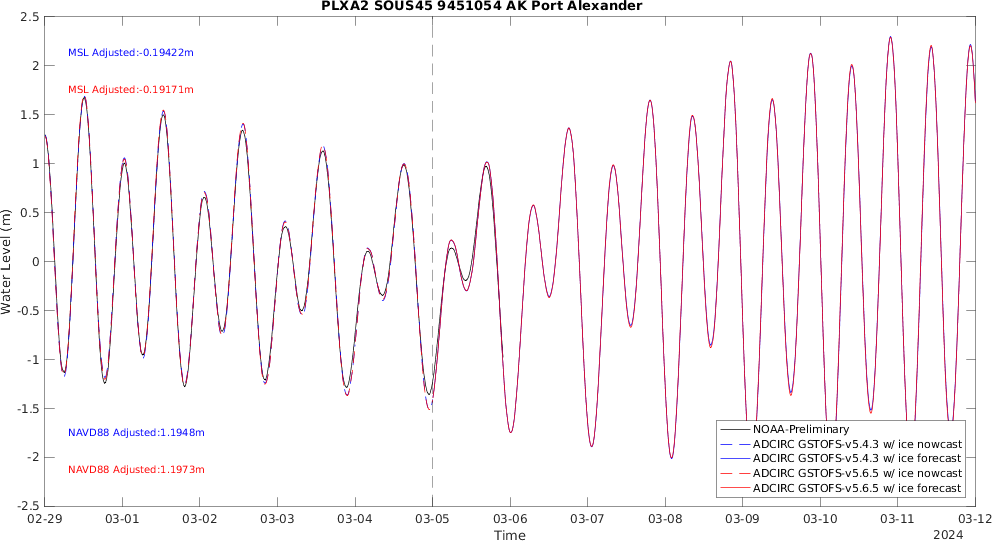 PLXA2 SOUS45 9451054 AK Port Alexander
2.5
2
1.5
1
0.5
0
-0.5
-1
-1.5
-2
-2.5
Water Level (m)
MSL Adjusted:-0.19422m
MSL Adjusted:-0.19171m
NAVD88 Adjusted:1.1948m
NAVD88 Adjusted:1.1973m
NOAA-Preliminary
ADCIRC GSTOFS-v5.4.3 w/ ice nowcast
ADCIRC GSTOFS-v5.4.3 w/ ice forecast
ADCIRC GSTOFS-v5.6.5 w/ ice nowcast
ADCIRC GSTOFS-v5.6.5 w/ ice forecast
02-29 03-01 03-02 03-03 03-04 03-05 03-06 03-07 03-08 03-09 03-10 03-11 03-12
Time
2024